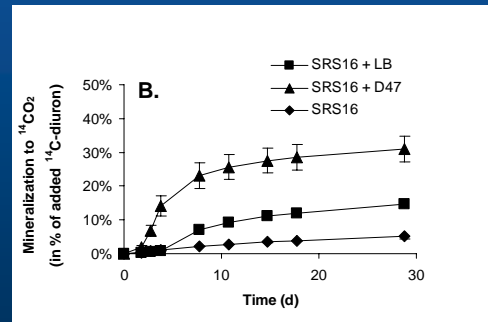 SRS16 + LB
SRS16 + D47
SRS16
B.
Mineralization to ¹⁴CO₂
(in % of added ¹⁴C-diuron)
50%
40%
30%
20%
10%
0%
0 10 20 30
Time (d)